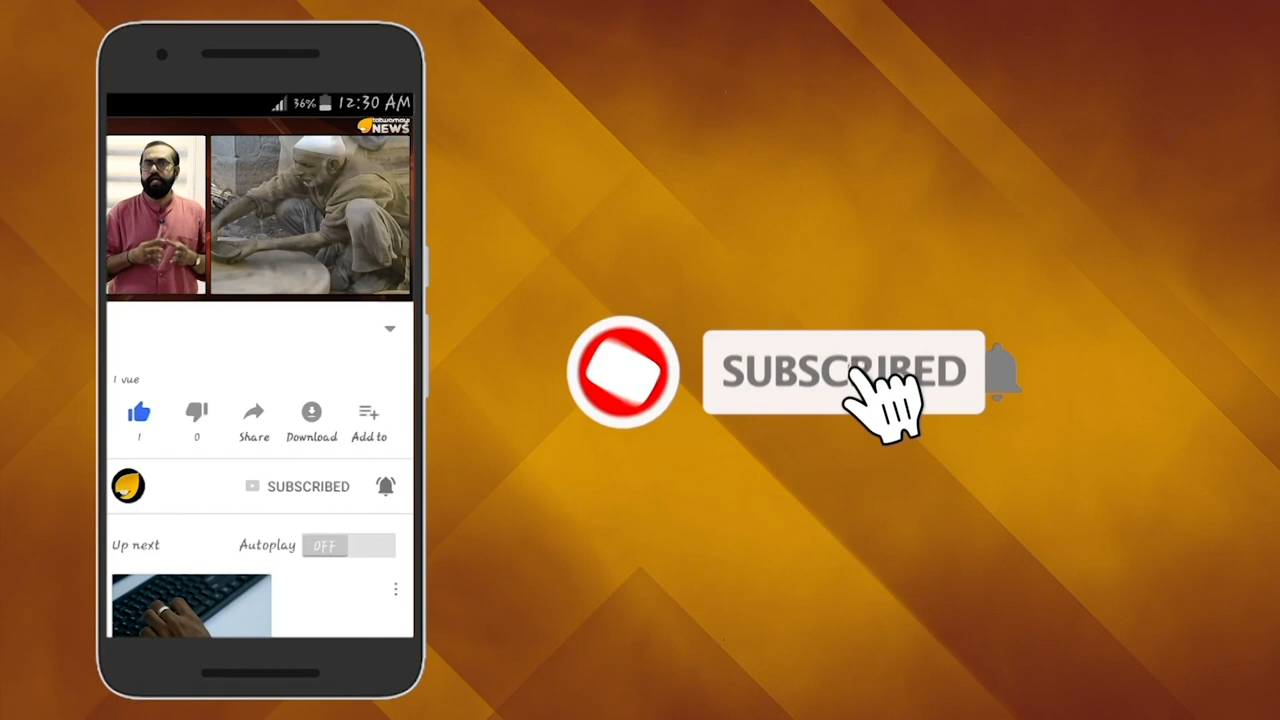 36% 12:30 AM
tatwamayi
NEWS
1 vue
1
0
Share
Download
Add to
SUBSCRIBED
Up next
Autoplay
OFF
SUBSCRIBED